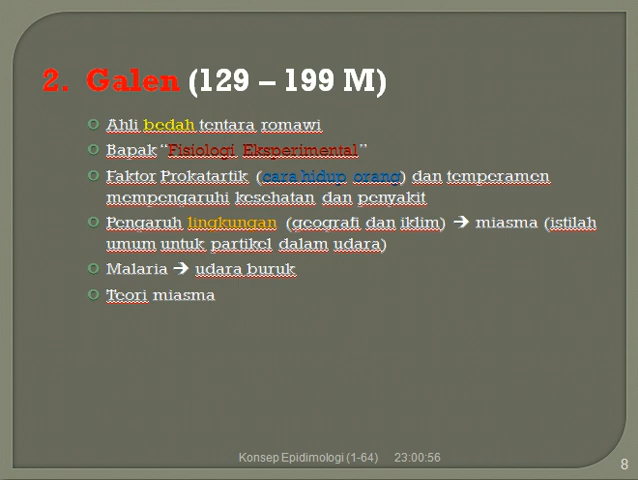 2. Galen (129 – 199 M)
Ahli bedah tentara romawi
Bapak “Fisiologi Eksperimental”
Faktor Prokatartik (cara hidup orang) dan temperamen
mempengaruhi kesehatan dan penyakit
Pengaruh lingkungan (geografi dan iklim) → miasma (istilah
umum untuk partikel dalam udara)
Malaria → udara buruk
Teori miasma
Konsep Epidimologi (1-64) 23:00:56
8